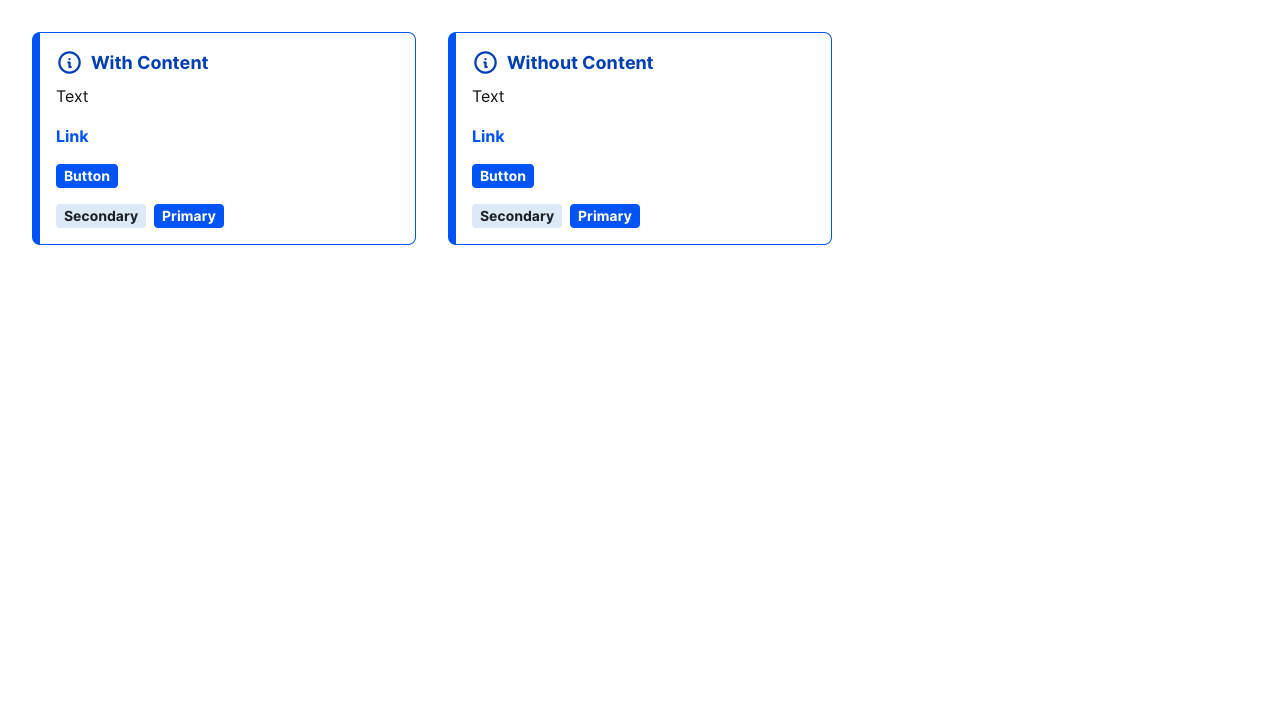 With Content
Text
Link
Button
Secondary Primary
Without Content
Text
Link
Button
Secondary Primary